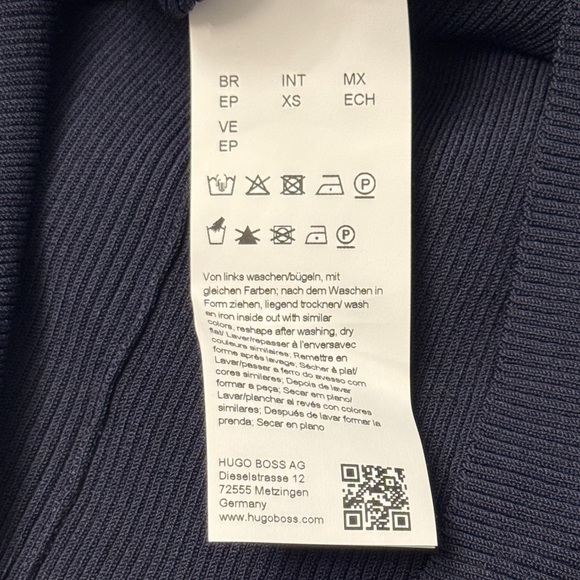 BR INT MX
EP XS ECH
VE
EP
P
P
Von links waschen/bügeln, mit
gleichen Farben; nach dem Waschen in
Form ziehen, liegend trocknen/ wash
an iron inside out with similar
colors, reshape after washing, dry
flat/ Laver/repasser à l'enversavec
couleurs similaires; Remettre en
forme après lavage; Sécher à plat/
Lavar/passar a ferro do avesso com
cores similares; Depois de lavar
formar a peça; Secar em plano/
Lavar/planchar al revés con colores
similares; Después de lavar formar la
prenda; Secar en plano
HUGO BOSS AG
Dieselstrasse 12
72555 Metzingen
Germany
www.hugoboss.com